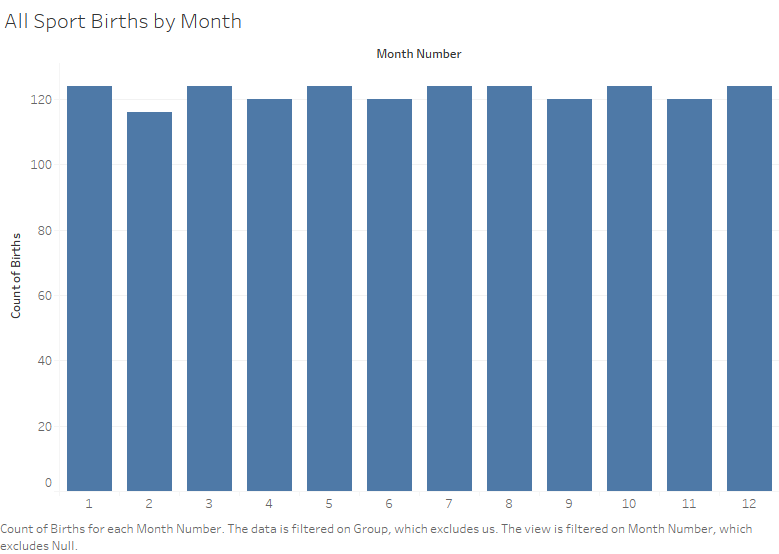 All Sport Births by Month
Month Number
Count of Births
120
100
80
60
40
20
0
1 2 3 4 5 6 7 8 9 10 11 12
Count of Births for each Month Number. The data is filtered on Group, which excludes us. The view is filtered on Month Number, which
excludes Null.